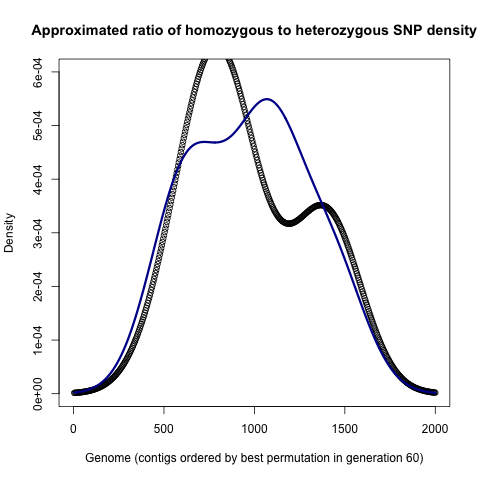 Approximated ratio of homozygous to heterozygous SNP density
6e-04
5e-04
4e-04
3e-04
2e-04
1e-04
0e+00
Density
0 500 1000 1500 2000
Genome (contigs ordered by best permutation in generation 60)